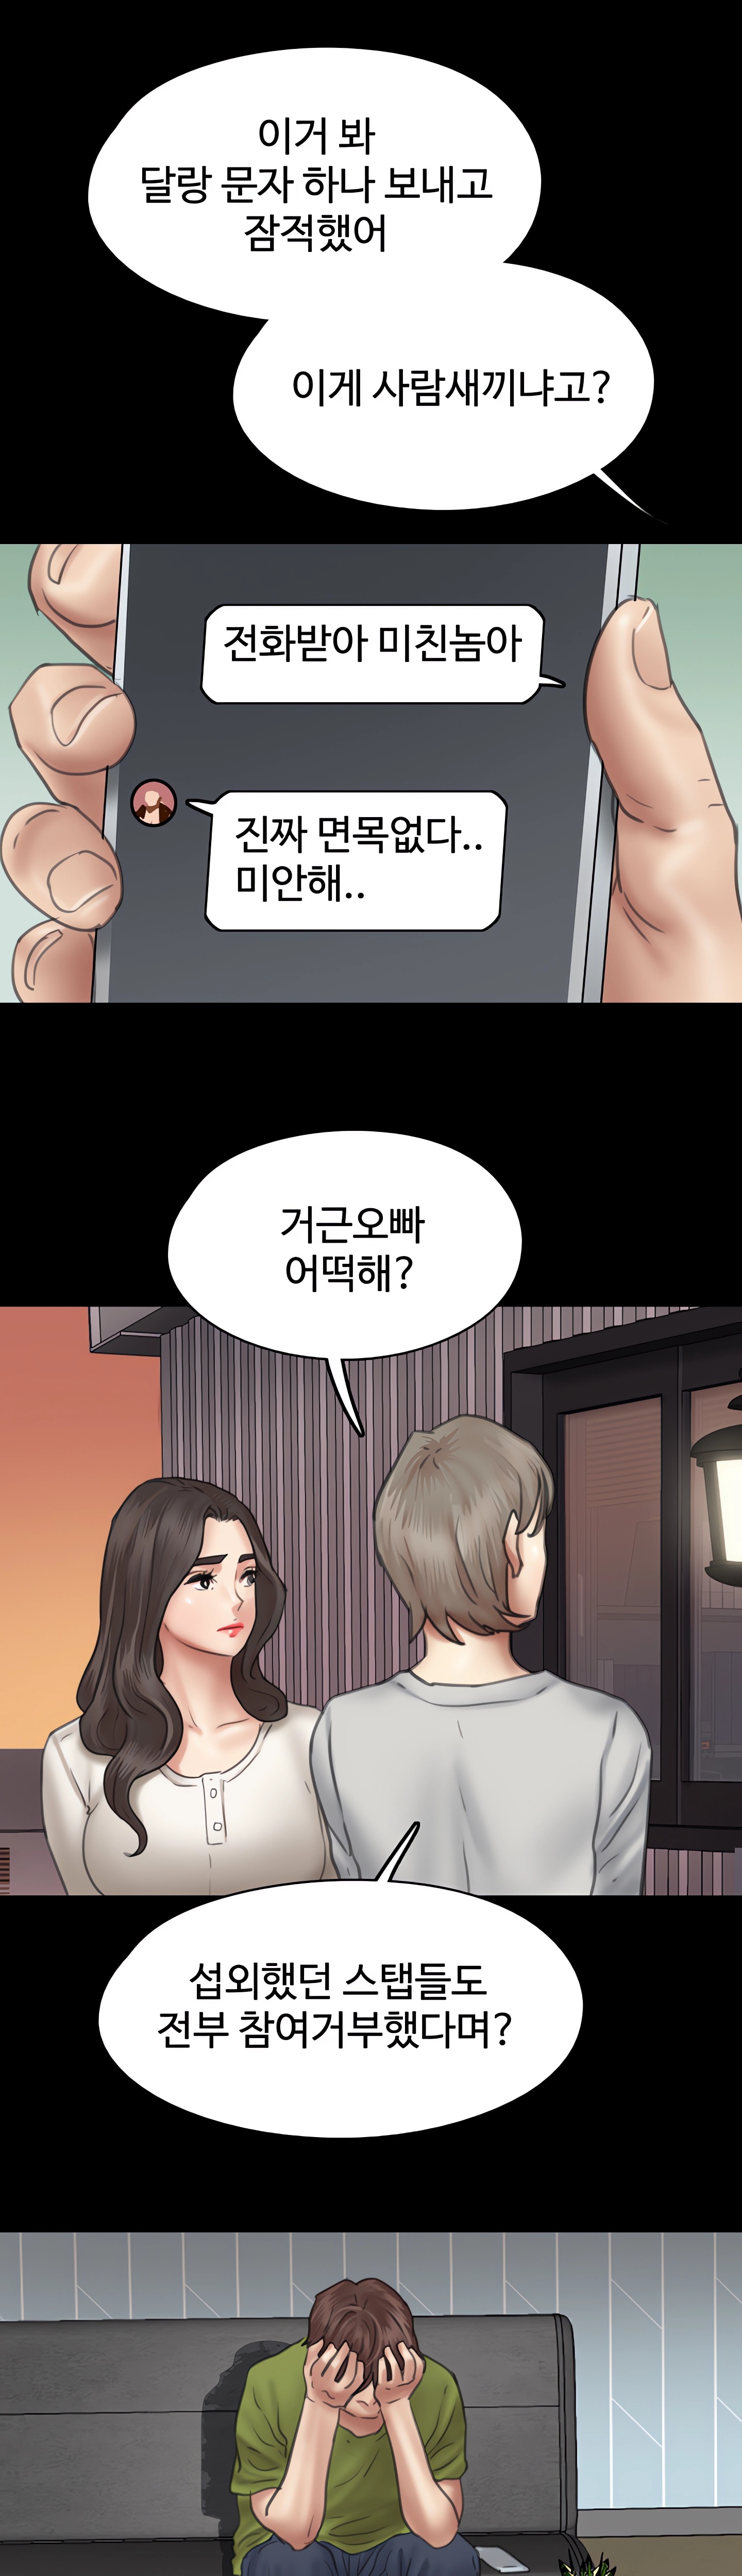 이거 봐
달랑 문자 하나 보내고
잠적했어
이게 사람새끼냐고?
전화받아 미친놈아
진짜 면목없다..
미안해..
거근오빠
어떡해?
섭외했던 스탭들도
전부 참여거부했다며?